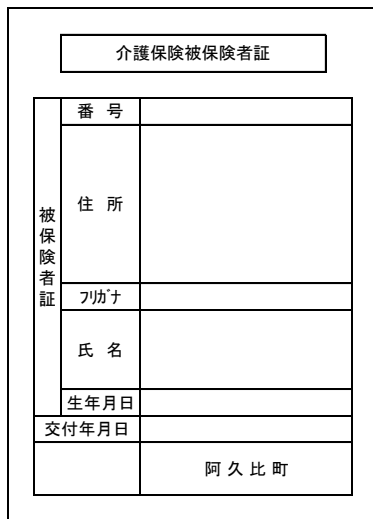 介護保険被保険者証
被保険者証
番 号
住 所
フリガナ
氏 名
生年月日
交付年月日
阿久比町